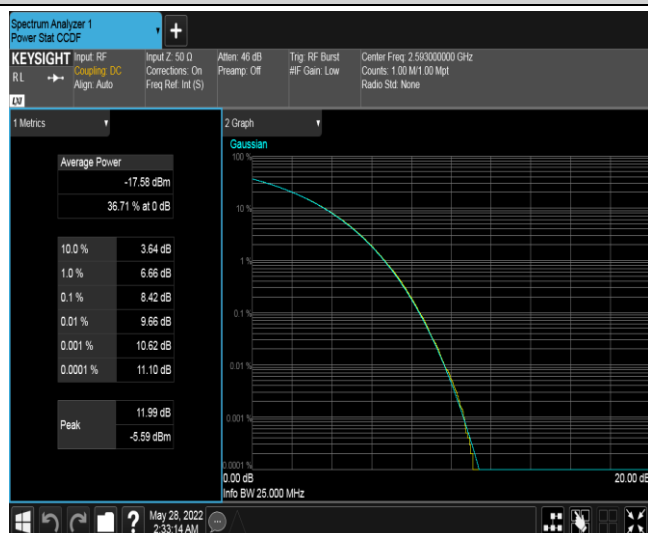 Spectrum Analyzer 1
Power Stat CCDF
+
KEYSIGHT
RL
LXI
Input: RF
Coupling: DC
Align: Auto
Input Z: 50 Ω
Corrections: On
Freq Ref: Int (S)
Atten: 46 dB
Preamp: Off
Trig: RF Burst
#IF Gain: Low
Center Freq: 2.593000000 GHz
Counts: 1.00 M/1.00 Mpt
Radio Std: None
1 Metrics
Average Power
-17.58 dBm
36.71 % at 0 dB
10.0 % 3.64 dB
1.0 % 6.66 dB
0.1 % 8.42 dB
0.01 % 9.66 dB
0.001 % 10.62 dB
0.0001 % 11.10 dB
Peak
11.99 dB
-5.59 dBm
2 Graph
Gaussian
100 %
10 %
1 %
0.1 %
0.01 %
0.001 %
0.0001 %
0.00 dB 20.00 dB
Info BW 25.000 MHz
?
May 28, 2022
2:33:14 AM